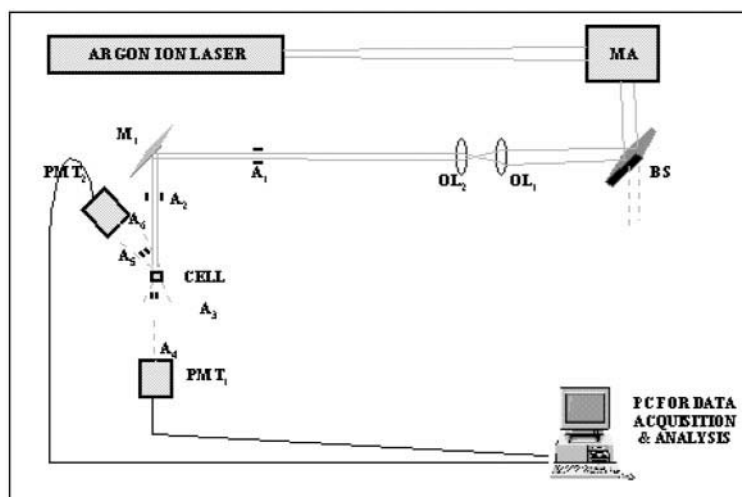 ARGON ION LASER
MA
M₁
PMT₂
A₁
OL₂
OL₁
BS
A₂
A₆
A₅
CELL
A₃
A₄
PMT₁
PC FOR DATA
ACQUISITION
& ANALYSIS